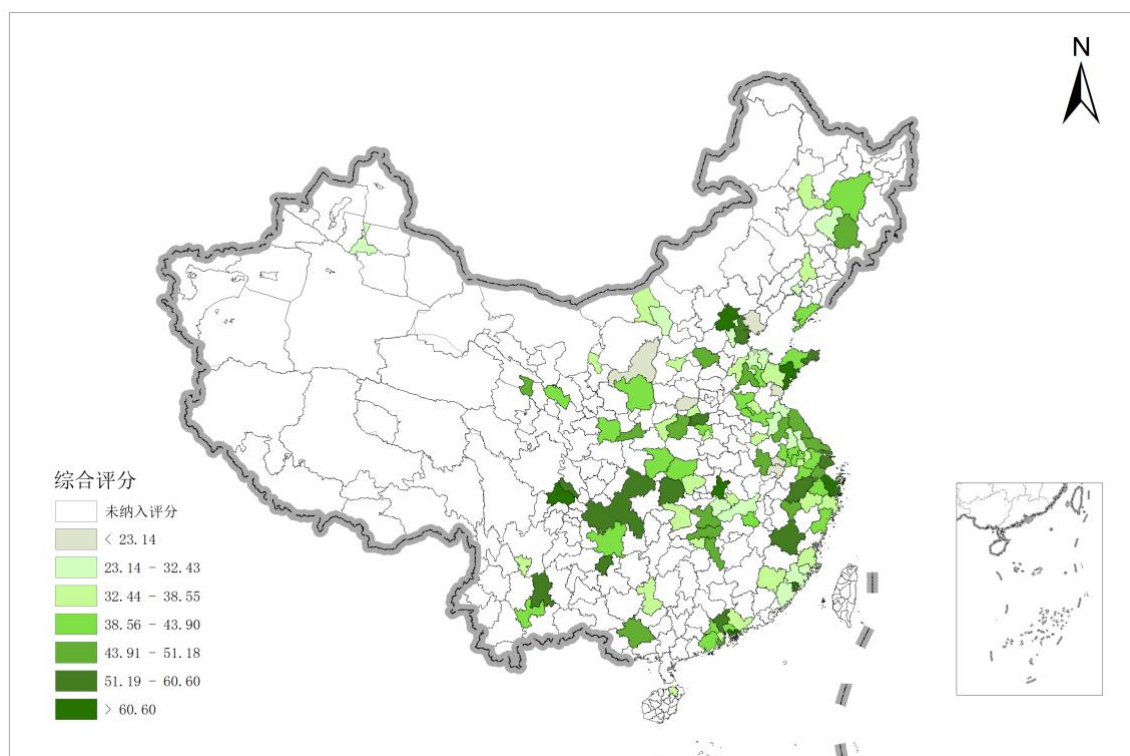 N
综合评分
未纳入评分
< 23.14
23.14 - 32.43
32.44 - 38.55
38.56 - 43.90
43.91 - 51.18
51.19 - 60.60
> 60.60